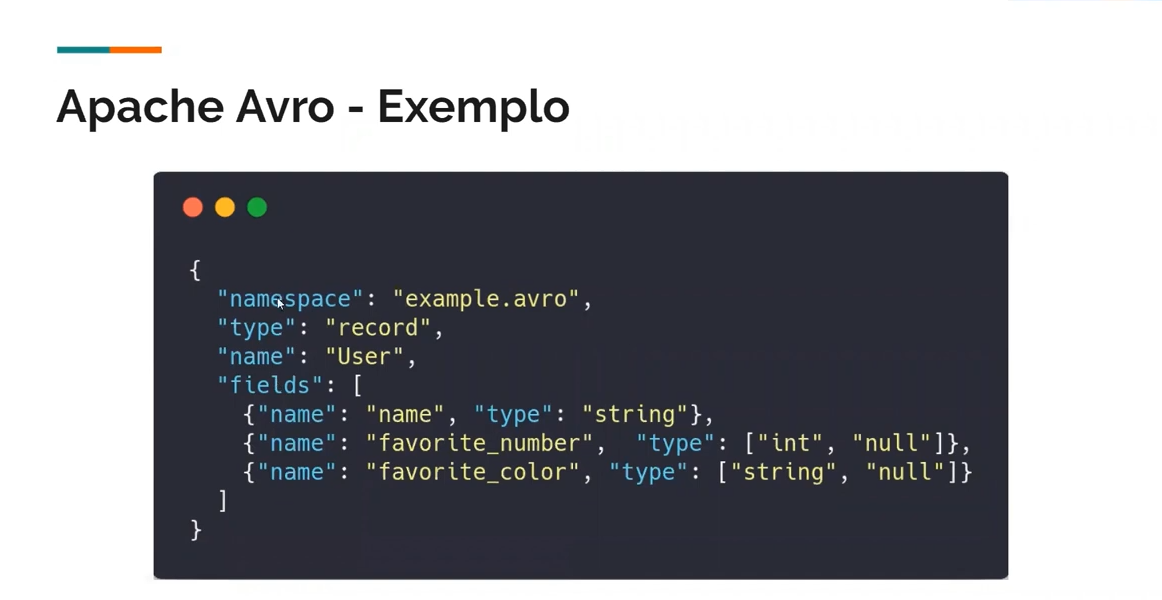 Apache Avro - Exemplo
{
"namespace": "example.avro",
"type": "record",
"name": "User",
"fields": [
{"name": "name", "type": "string"},
{"name": "favorite_number",  "type": ["int", "null"]},
{"name": "favorite_color", "type": ["string", "null"]}
]
}